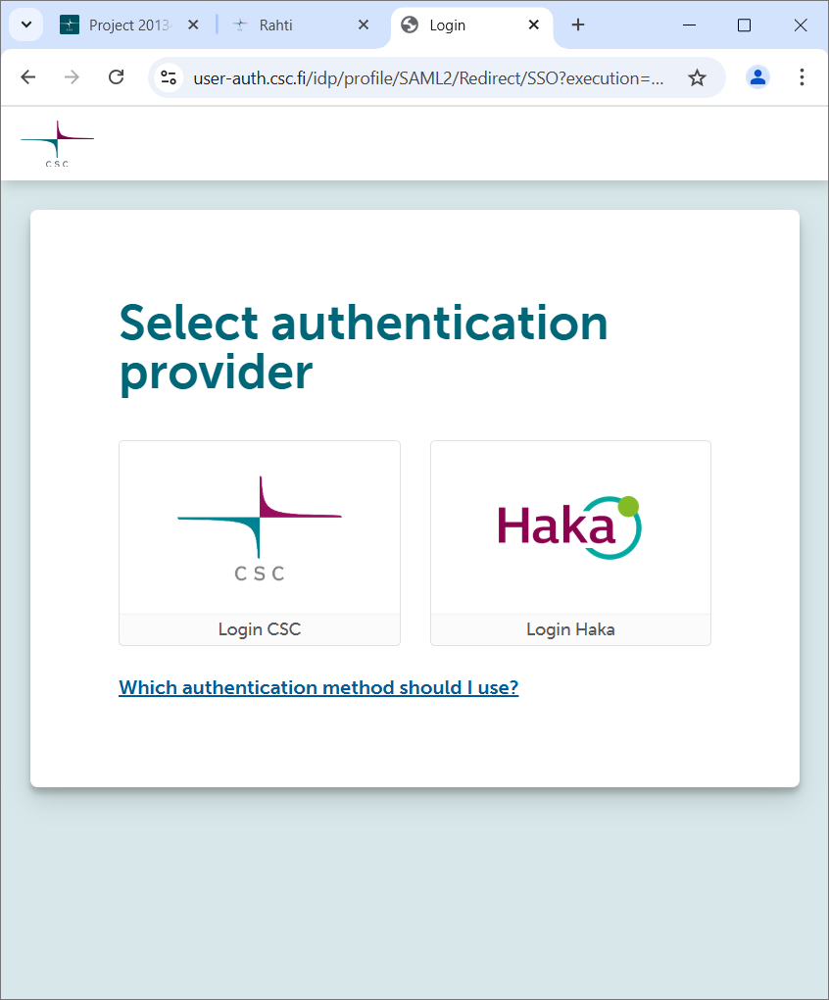 Project 2013
Rahti
Login
user-auth.csc.fi/idp/profile/SAML2/Redirect/SSO?execution=...
CSC
Select authentication
provider
CSC
Haka
Login CSC
Login Haka
Which authentication method should I use?